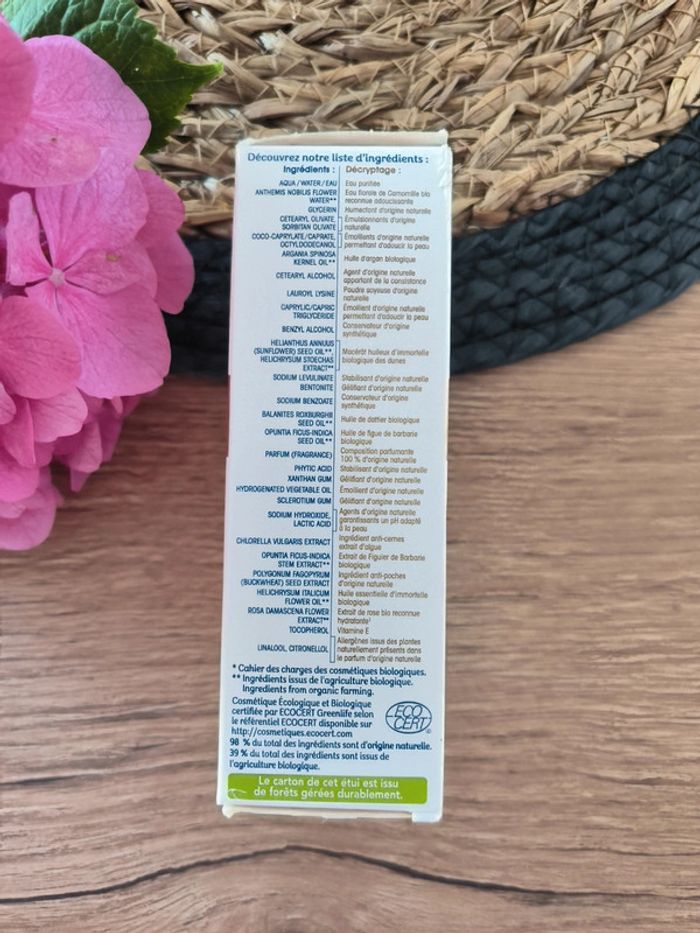 Découvrez notre liste d'ingrédients :
Ingrédients : Décryptage :
AQUA / WATER / EAU Eau purifiée
ANTHEMIS NOBILIS FLOWER Eau florale de Camomille bio
WATER** reconnue adoucissante
GLYCERIN Humectant d'origine naturelle
CETEARYL OLIVATE, Émulsionnants d'origine
SORBITAN OLIVATE naturelle
COCO-CAPRYLATE/CAPRATE, Émollients d'origine naturelle
OCTYLDODECANOL permettant d'adoucir la peau
ARGANIA SPINOSA
KERNEL OIL** Huile d'argan biologique
CETEARYL ALCOHOL Agent d'origine naturelle
apportant de la consistance
LAUROYL LYSINE Poudre soyeuse d'origine
naturelle
CAPRYLIC/CAPRIC Émollient d'origine naturelle
TRIGLYCERIDE permettant d'adoucir la peau
BENZYL ALCOHOL Conservateur d'origine
synthétique
HELIANTHUS ANNUUS
(SUNFLOWER) SEED OIL**, Macérât huileux d'immortelle
HELICHRYSUM STOECHAS biologique des dunes
EXTRACT**
SODIUM LEVULINATE Stabilisant d'origine naturelle
BENTONITE Gélifiant d'origine naturelle
SODIUM BENZOATE Conservateur d'origine
synthétique
BALANITES ROXBURGHII
SEED OIL** Huile de dattier biologique
OPUNTIA FICUS-INDICA Huile de figue de barbarie
SEED OIL** biologique
PARFUM (FRAGRANCE) Composition parfumante
100 % d'origine naturelle
PHYTIC ACID Stabilisant d'origine naturelle
XANTHAN GUM Gélifiant d'origine naturelle
HYDROGENATED VEGETABLE OIL Émollient d'origine naturelle
SCLEROTIUM GUM Gélifiant d'origine naturelle
SODIUM HYDROXIDE, Agents d'origine naturelle
LACTIC ACID garantissants un pH adapté
à la peau
CHLORELLA VULGARIS EXTRACT Ingrédient anti-cernes
extrait d'algue
OPUNTIA FICUS-INDICA Extrait de Figuier de Barbarie
STEM EXTRACT** biologique
POLYGONUM FAGOPYRUM Ingrédient anti-poches
(BUCKWHEAT) SEED EXTRACT d'origine naturelle
HELICHRYSUM ITALICUM Huile essentielle d'immortelle
FLOWER OIL** biologique
ROSA DAMASCENA FLOWER Extrait de rose bio reconnue
EXTRACT** hydratante¹
TOCOPHEROL Vitamine E
LINALOOL, CITRONELLOL Allergènes issus des plantes
naturellement présents dans
le parfum d'origine naturelle
* Cahier des charges des cosmétiques biologiques.
** Ingrédients issus de l'agriculture biologique.
Ingredients from organic farming.
Cosmétique Écologique et Biologique
certifiée par ECOCERT Greenlife selon
le référentiel ECOCERT disponible sur
http://cosmetiques.ecocert.com
ECO
CERT
98 % du total des ingrédients sont d'origine naturelle.
39 % du total des ingrédients sont issus de
l'agriculture biologique.
Le carton de cet étui est issu
de forêts gérées durablement.